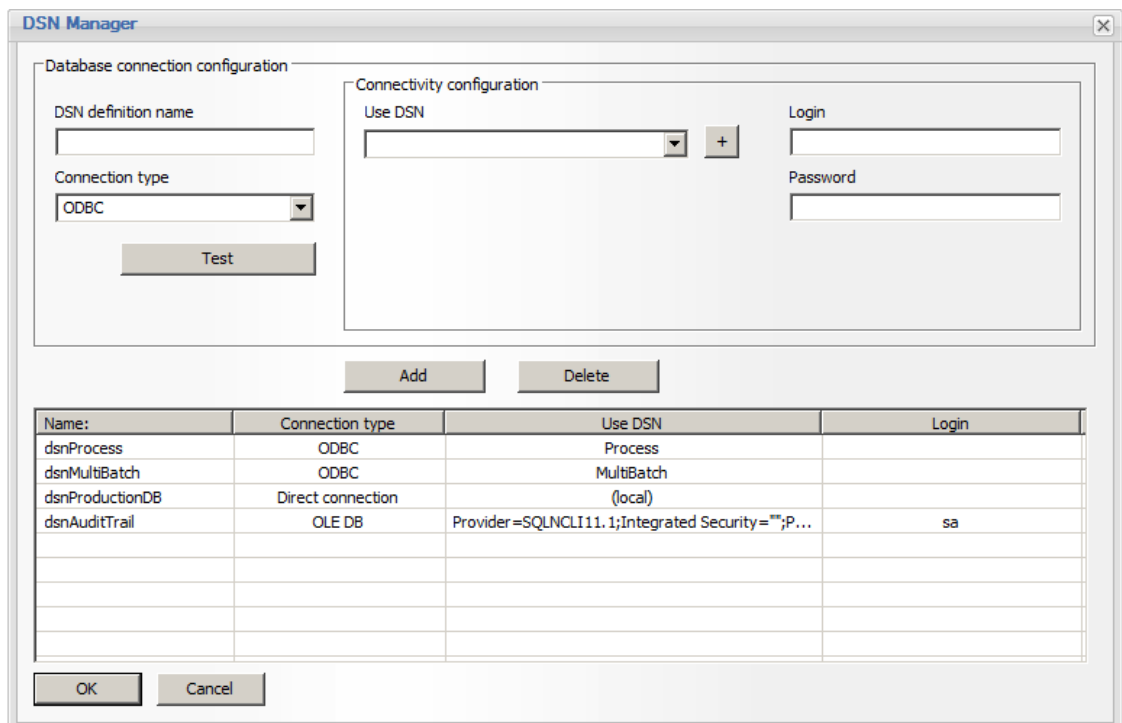 DSN Manager
Database connection configuration
DSN definition name
Connection type
ODBC
Test
Connectivity configuration
Use DSN
+
Login
Password
Add Delete
Name: Connection type Use DSN Login
dsnProcess ODBC Process
dsnMultiBatch ODBC MultiBatch
dsnProductionDB Direct connection (local)
dsnAuditTrail OLE DB Provider=SQLNCLI11.1;Integrated Security="";P... sa
OK Cancel